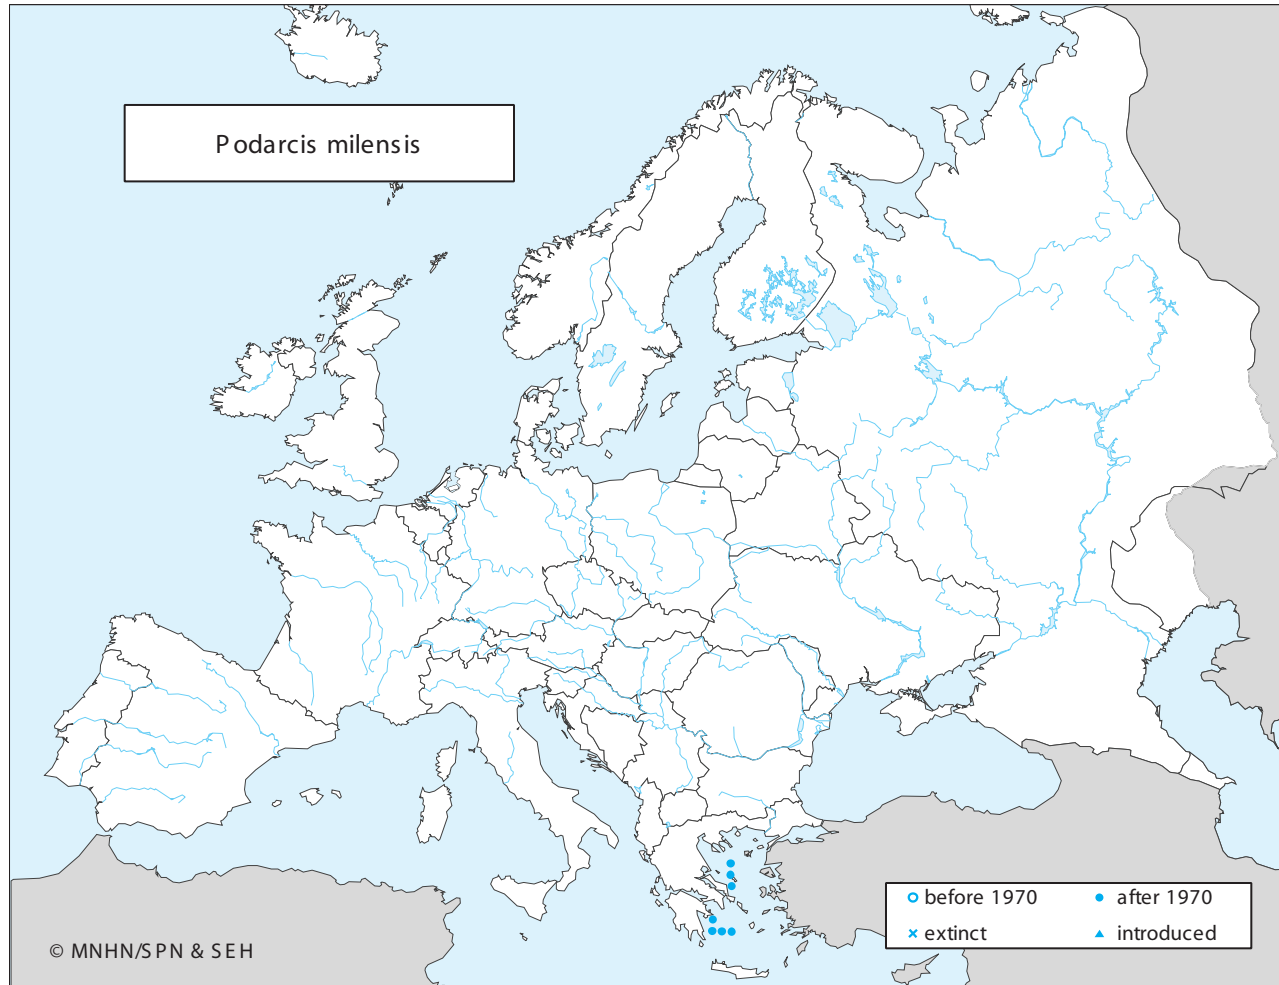 Podarcis milensis
before 1970
after 1970
extinct
introduced
© MNHN/SPN & SEH